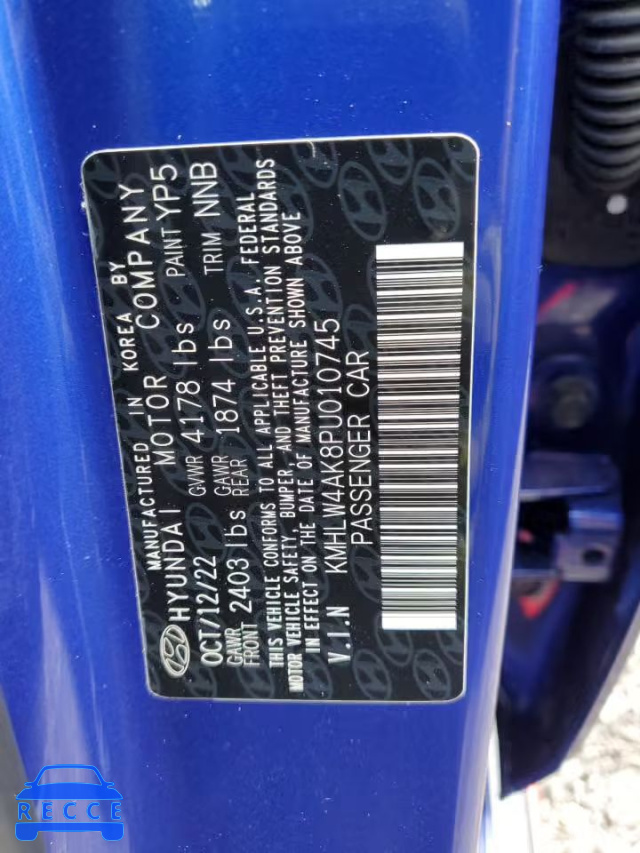 MANUFACTURED IN KOREA BY
HYUNDAI MOTOR COMPANY
OCT/12/22 GVWR 4178 lbs PAINT YP5
GAWR FRONT 2403 lbs GAWR REAR 1874 lbs TRIM NNB
THIS VEHICLE CONFORMS TO ALL APPLICABLE U.S.A. FEDERAL
MOTOR VEHICLE SAFETY, BUMPER, AND THEFT PREVENTION STANDARDS
IN EFFECT ON THE DATE OF MANUFACTURE SHOWN ABOVE
V.I.N KMHLW4AK8PU010745
PASSENGER CAR
RECCE